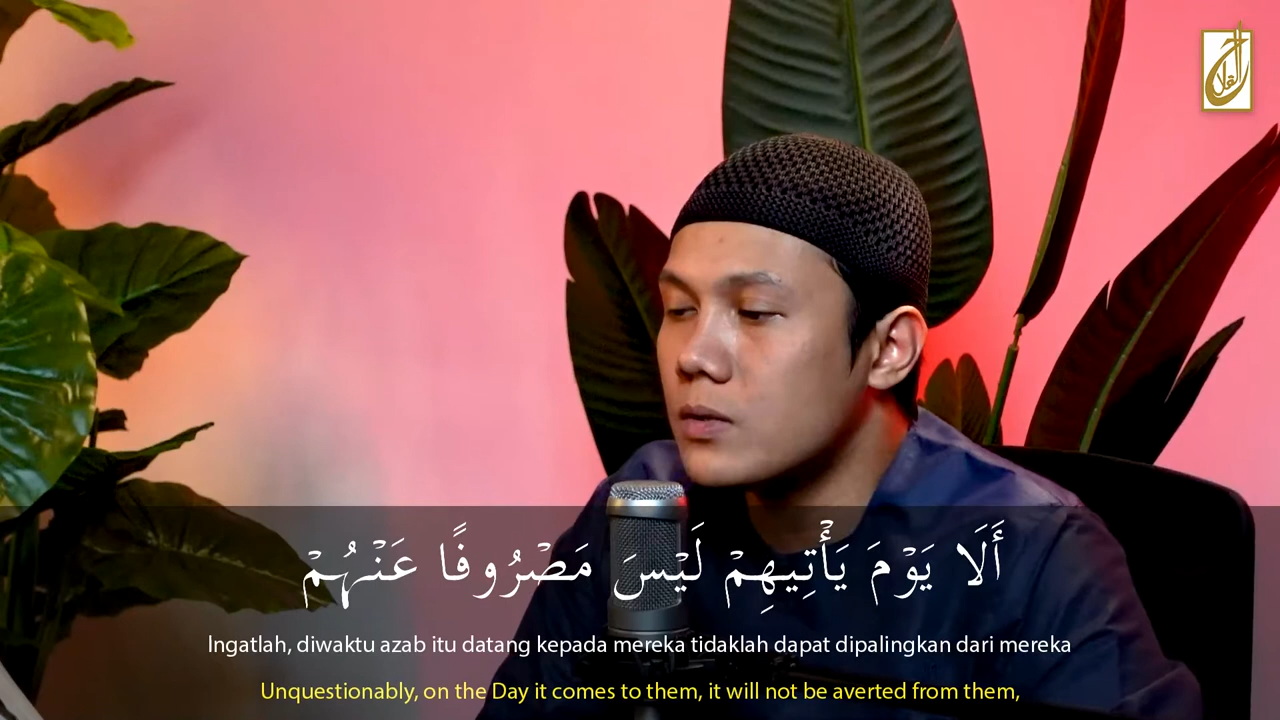 أَلَا يَوْمَ يَأْتِيهِمْ لَيْسَ مَصْرُوفًا عَنْهُمْ
Ingatlah, diwaktu azab itu datang kepada mereka tidaklah dapat dipalingkan dari mereka
Unquestionably, on the Day it comes to them, it will not be averted from them,